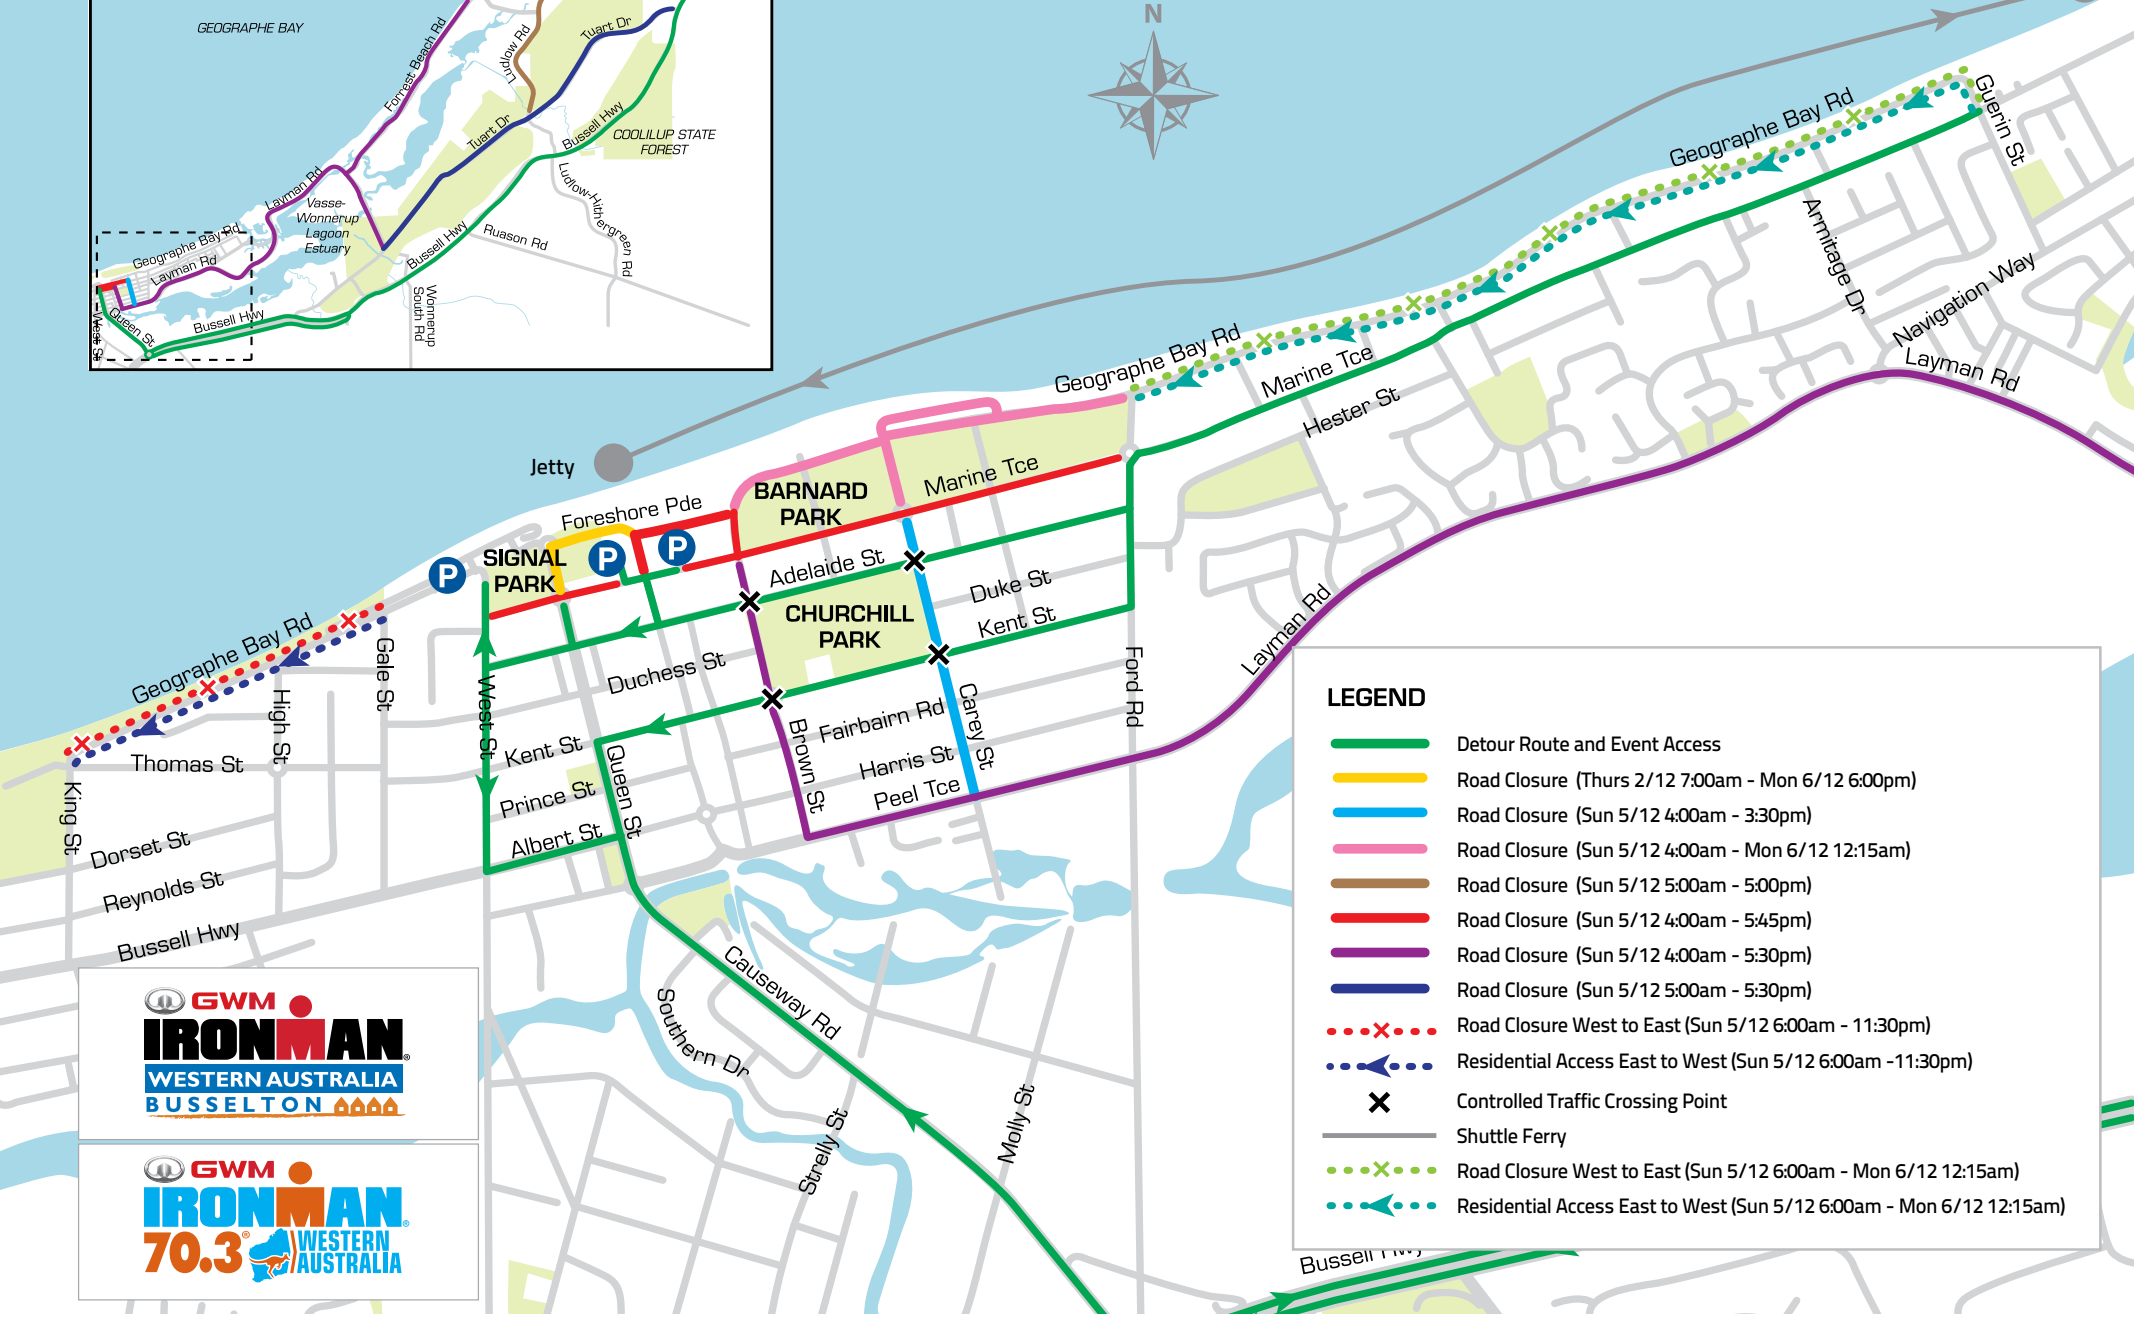 GEOGRAPHE BAY
Forrest Beach Rd
Ludlow Rd
Tuart Dr
Tuart Dr
Bussell Hwy
COOLILUP STATE
FOREST
Layman Rd
Vasse-
Wonnerup
Lagoon
Estuary
Ludlow-Hithergreen Rd
Ruason Rd
Bussell Hwy
Geographe Bay Rd
Layman Rd
Wonnerup
South Rd
Queen St
West St
Bussell Hwy
N
Geographe Bay Rd
Guerin St
Armitage Dr
Navigation Way
Layman Rd
Geographe Bay Rd
Marine Tce
Hester St
Jetty
Foreshore Pde
BARNARD
PARK
Marine Tce
P
P
P
SIGNAL
PARK
Adelaide St
Duke St
CHURCHILL
PARK
Kent St
Geographe Bay Rd
Gale St
High St
Thomas St
King St
Dorset St
Reynolds St
Bussell Hwy
West St
Duchess St
Kent St
Prince St
Albert St
Queen St
Brown St
Fairbairn Rd
Harris St
Peel Tce
Carey St
Ford Rd
Layman Rd
Causeway Rd
Southern Dr
Strelly St
Molly St
Bussell Hwy
LEGEND
Detour Route and Event Access
Road Closure (Thurs 2/12 7:00am - Mon 6/12 6:00pm)
Road Closure (Sun 5/12 4:00am - 3:30pm)
Road Closure (Sun 5/12 4:00am - Mon 6/12 12:15am)
Road Closure (Sun 5/12 5:00am - 5:00pm)
Road Closure (Sun 5/12 4:00am - 5:45pm)
Road Closure (Sun 5/12 4:00am - 5:30pm)
Road Closure (Sun 5/12 5:00am - 5:30pm)
Road Closure West to East (Sun 5/12 6:00am - 11:30pm)
Residential Access East to West (Sun 5/12 6:00am -11:30pm)
Controlled Traffic Crossing Point
Shuttle Ferry
Road Closure West to East (Sun 5/12 6:00am - Mon 6/12 12:15am)
Residential Access East to West (Sun 5/12 6:00am - Mon 6/12 12:15am)
GWM
IRONMAN®
WESTERN AUSTRALIA
BUSSELTON
GWM
IRONMAN®
70.3® WESTERN
AUSTRALIA